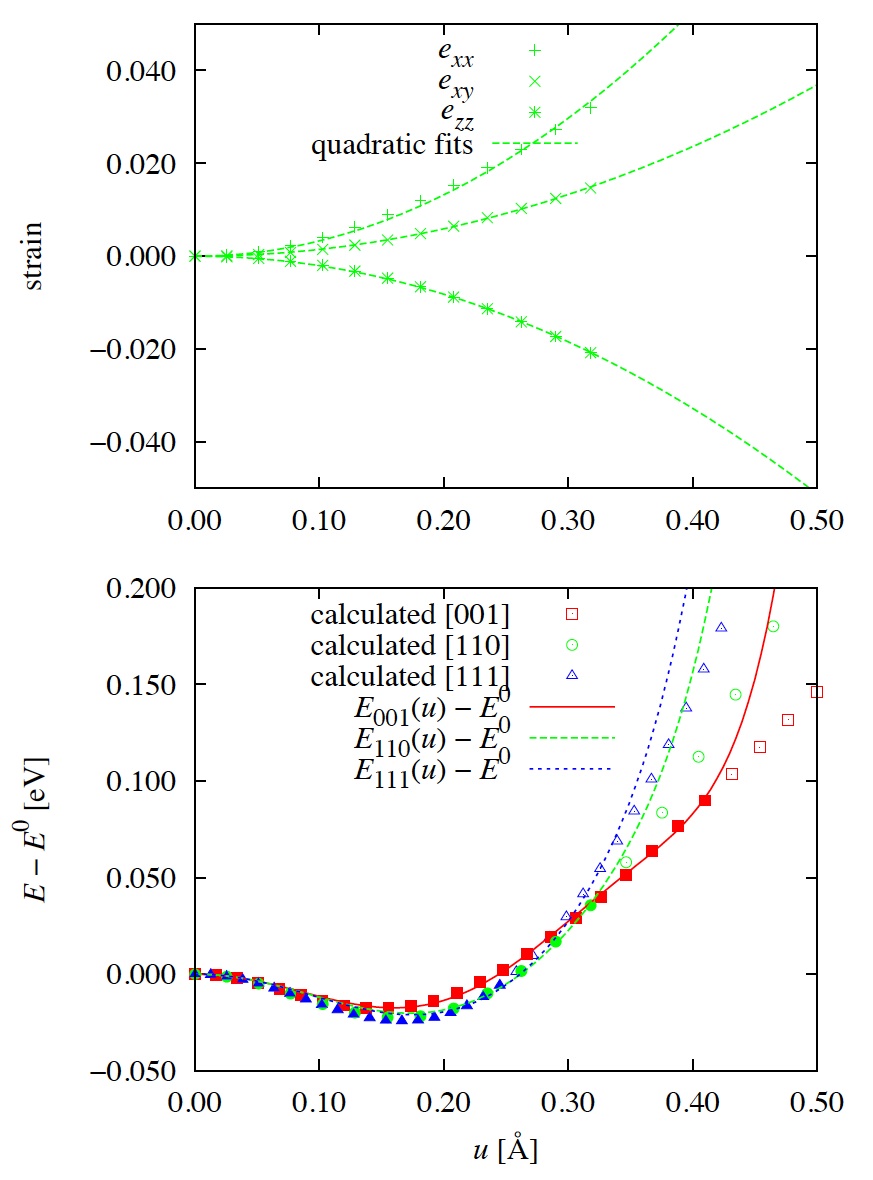 0.040
0.020
0.000
−0.020
−0.040
strain
e_xx
e_xy
e_zz
quadratic fits
0.00 0.10 0.20 0.30 0.40 0.50
0.200
0.150
0.100
0.050
0.000
−0.050
E − E^0 [eV]
calculated [001]
calculated [110]
calculated [111]
E_001(u) − E^0
E_110(u) − E^0
E_111(u) − E^0
0.00 0.10 0.20 0.30 0.40 0.50
u [Å]